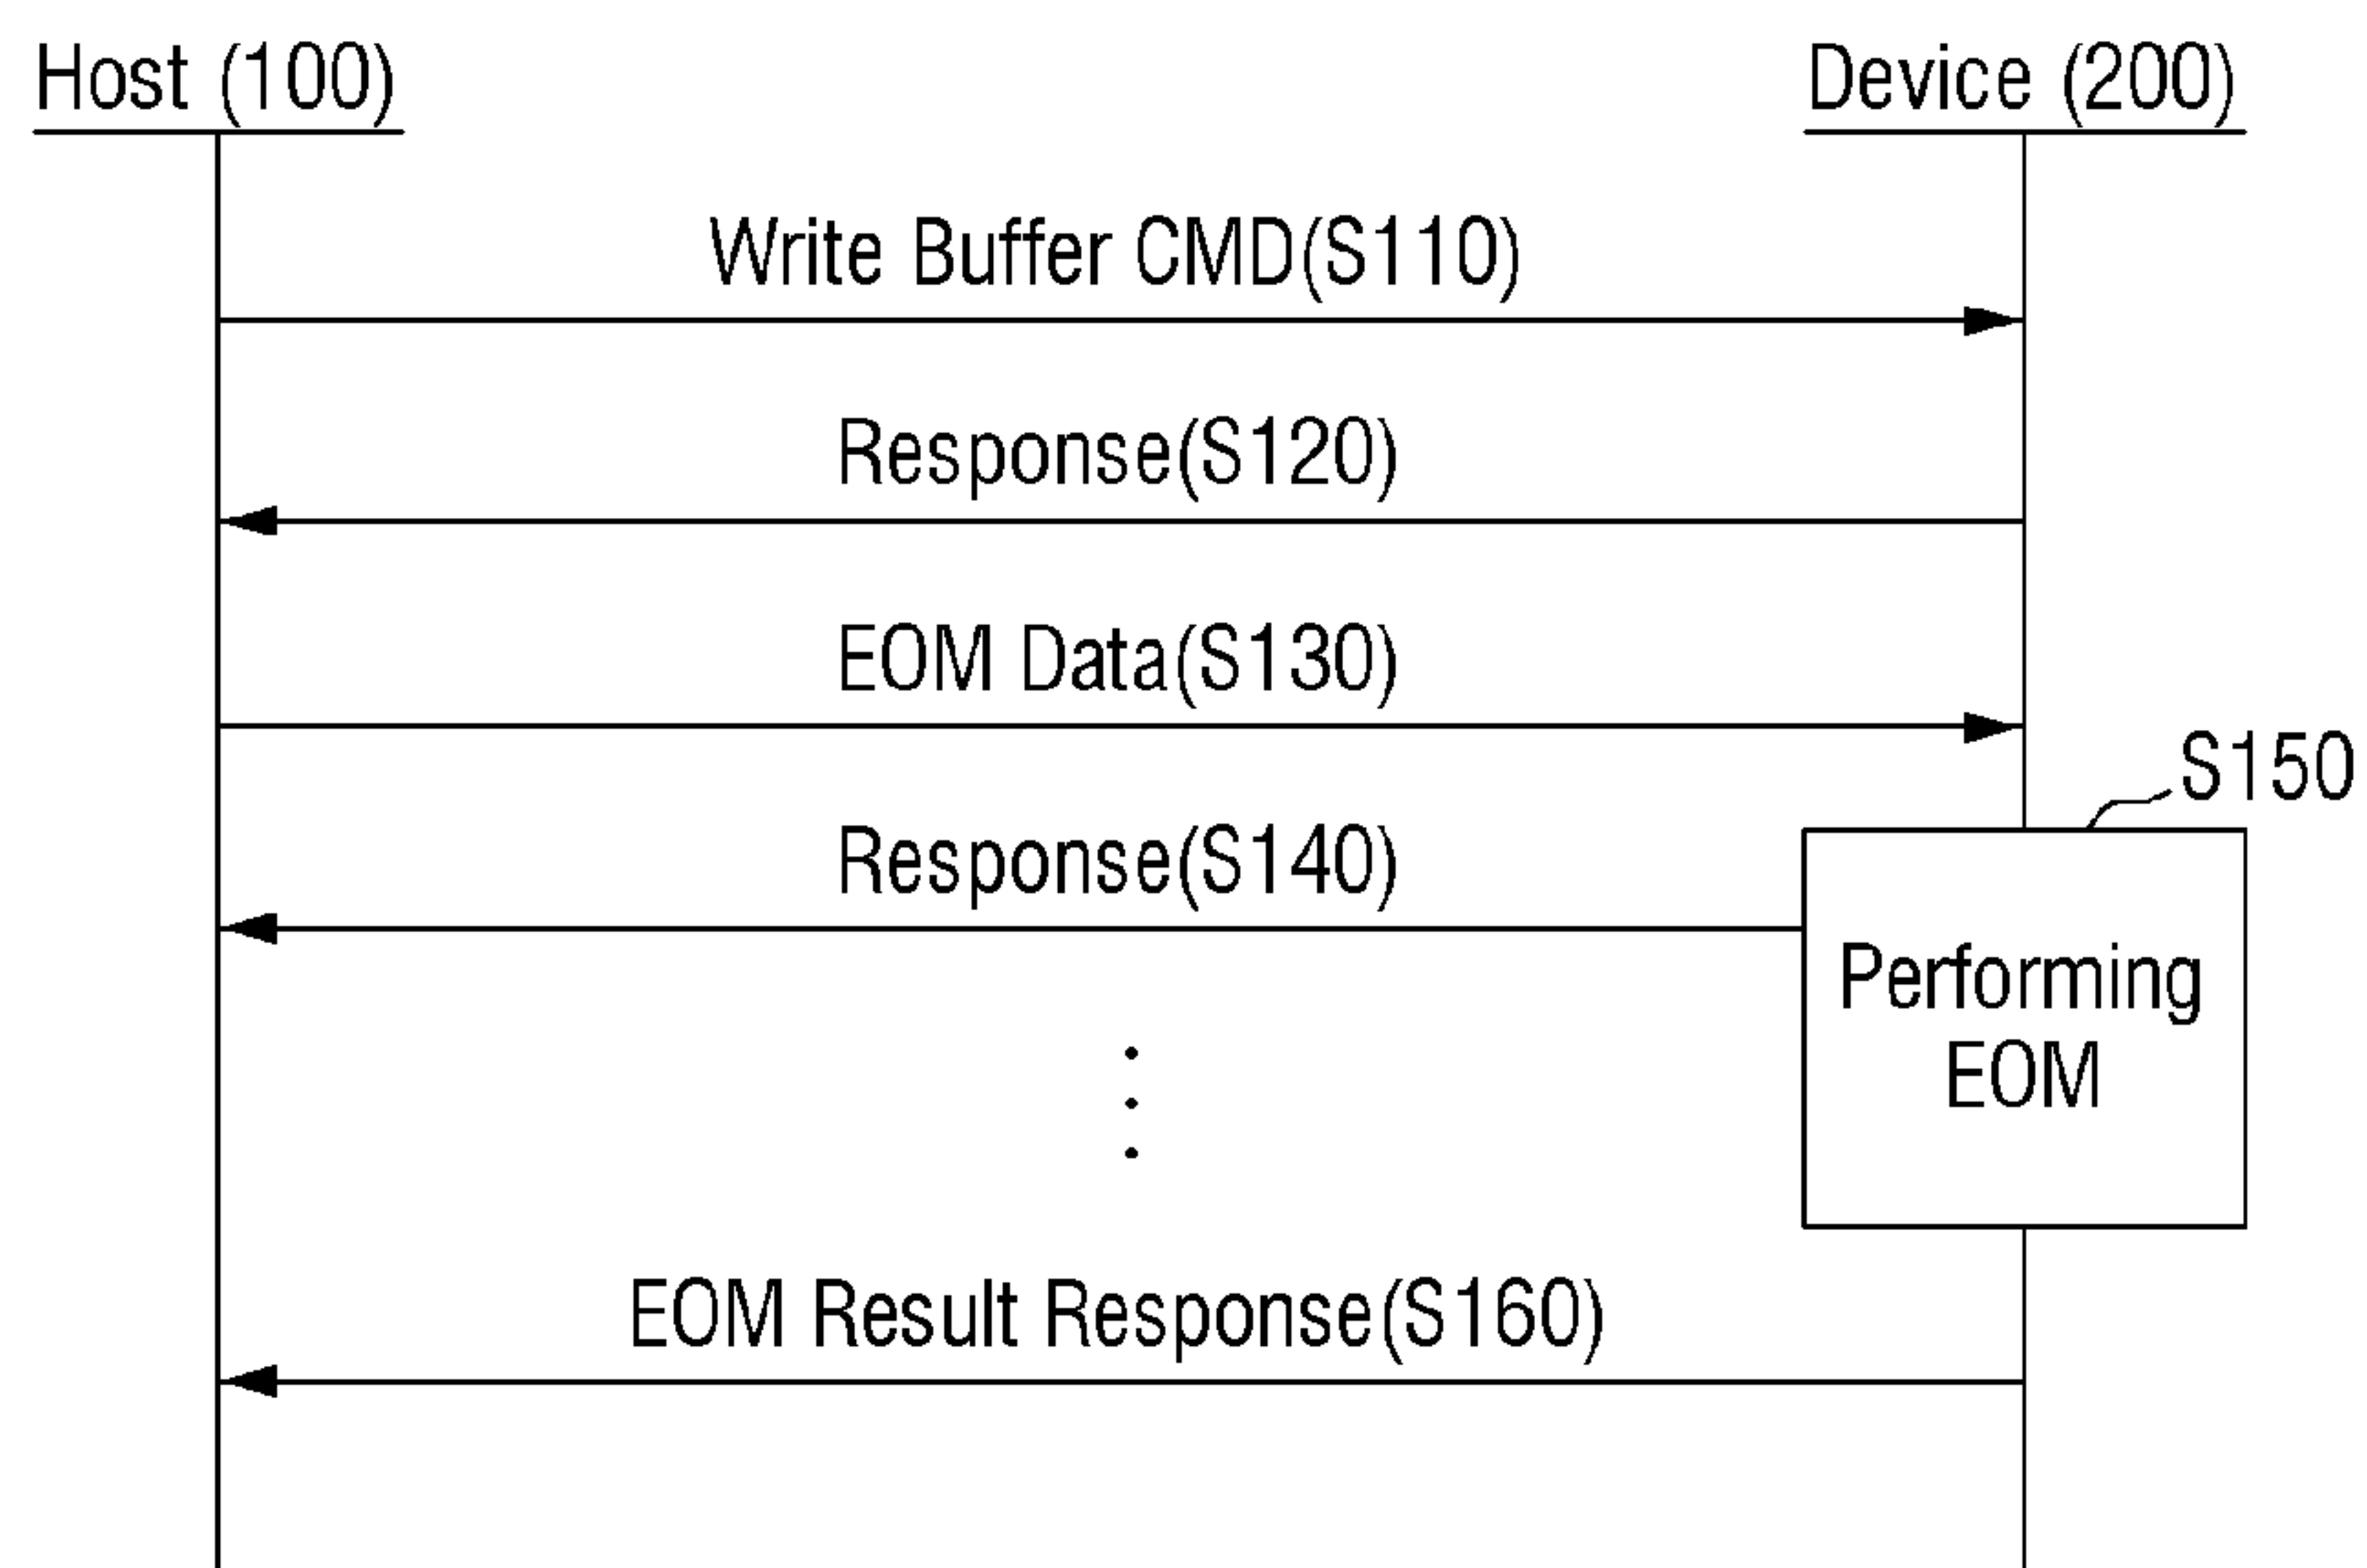 Host (100)
Device (200)
Write Buffer CMD(S110)
Response(S120)
EOM Data(S130)
S150
Response(S140)
Performing
EOM
EOM Result Response(S160)